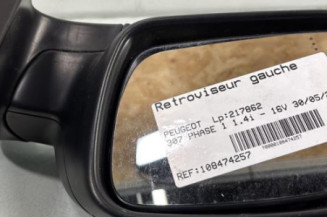 Retroviseur gauche
PEUGEOT Lp:217862
307 PHASE 1 1.4i - 16V 30/05/
REF:108474257